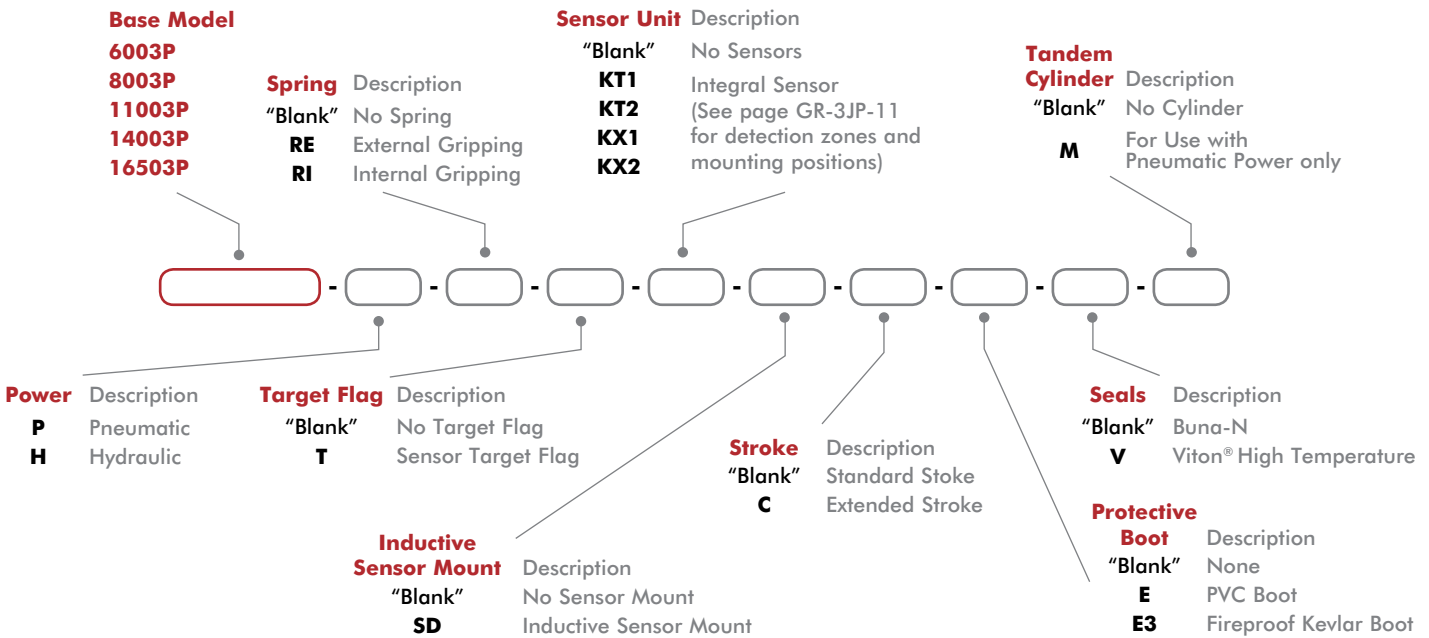 Base Model
6003P
8003P
11003P
14003P
16503P
Spring Description
“Blank” No Spring
RE External Gripping
RI Internal Gripping
Sensor Unit Description
“Blank” No Sensors
KT1 Integral Sensor
KT2 (See page GR-3JP-11
KX1 for detection zones and
KX2 mounting positions)
Tandem
Cylinder Description
“Blank” No Cylinder
M For Use with
Pneumatic Power only
- - - - - - - - -
Power Description
P Pneumatic
H Hydraulic
Target Flag Description
“Blank” No Target Flag
T Sensor Target Flag
Inductive
Sensor Mount Description
“Blank” No Sensor Mount
SD Inductive Sensor Mount
Stroke Description
“Blank” Standard Stoke
C Extended Stroke
Seals Description
“Blank” Buna-N
V Viton® High Temperature
Protective
Boot Description
“Blank” None
E PVC Boot
E3 Fireproof Kevlar Boot